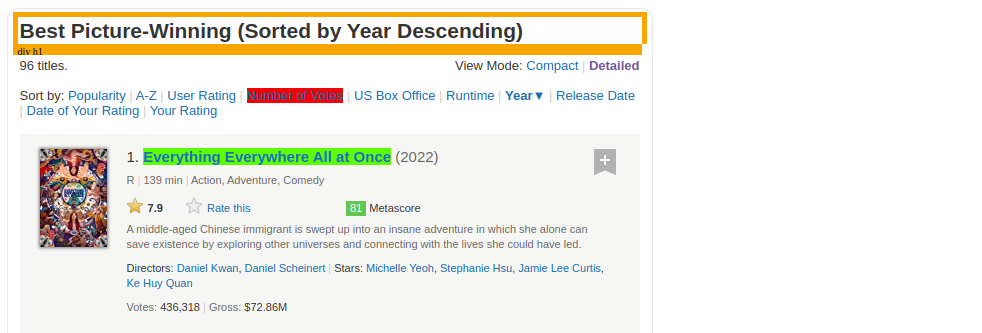 Best Picture-Winning (Sorted by Year Descending)
div h1
96 titles.
View Mode: Compact | Detailed
Sort by: Popularity | A-Z | User Rating | Number of Votes | US Box Office | Runtime | Year▼ | Release Date
| Date of Your Rating | Your Rating
1. Everything Everywhere All at Once (2022)
R | 139 min | Action, Adventure, Comedy
7.9 Rate this 81 Metascore
A middle-aged Chinese immigrant is swept up into an insane adventure in which she alone can
save existence by exploring other universes and connecting with the lives she could have led.
Directors: Daniel Kwan, Daniel Scheinert | Stars: Michelle Yeoh, Stephanie Hsu, Jamie Lee Curtis,
Ke Huy Quan
Votes: 436,318 | Gross: $72.86M